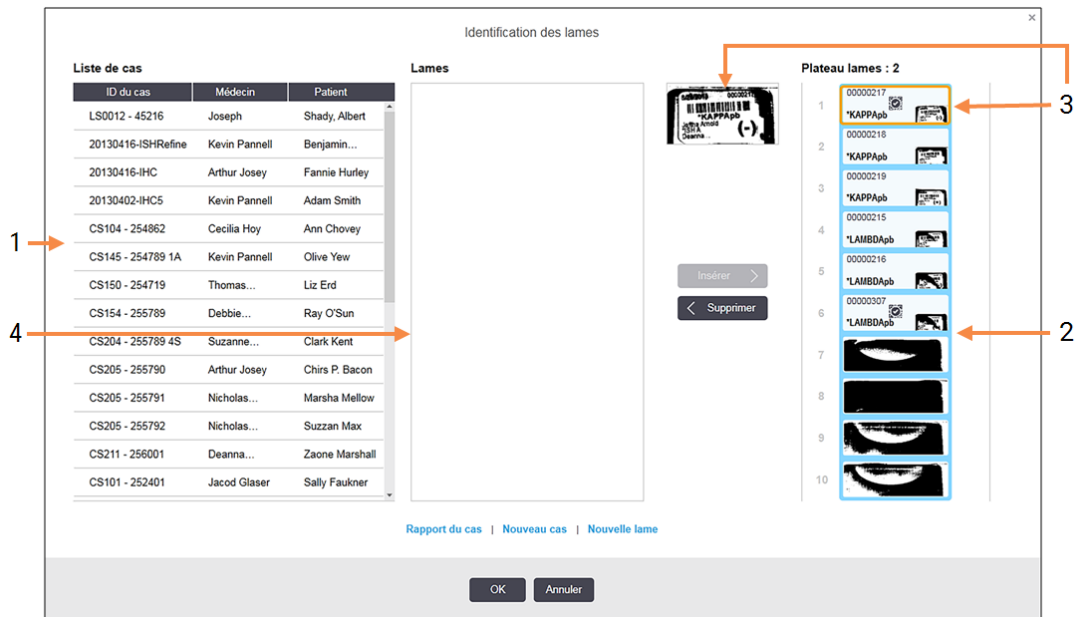 ×
Identification des lames
Liste de cas
Lames
Plateau lames : 2
ID du cas Médecin Patient
LS0012 - 45216 Joseph Shady, Albert
20130416-ISHRefine Kevin Pannell Benjamin...
20130416-IHC Arthur Josey Fannie Hurley
20130402-IHC5 Kevin Pannell Adam Smith
CS104 - 254862 Cecilia Hoy Ann Chovey
CS145 - 254789 1A Kevin Pannell Olive Yew
CS150 - 254719 Thomas... Liz Erd
CS154 - 255789 Debbie... Ray O'Sun
CS204 - 255789 4S Suzanne... Clark Kent
CS205 - 255790 Arthur Josey Chirs P. Bacon
CS205 - 255791 Nicholas... Marsha Mellow
CS205 - 255792 Nicholas... Suzzan Max
CS211 - 256001 Deanna... Zaone Marshall
CS101 - 252401 Jacod Glaser Sally Faukner
1
4
*KAPPApb
(-)
Deanna ...
Insérer
Supprimer
1
00000217
*KAPPApb
2
00000218
*KAPPApb
3
00000219
*KAPPApb
4
00000215
*LAMBDApb
5
00000216
*LAMBDApb
6
00000307
*LAMBDApb
7
8
9
10
3
2
Rapport du cas | Nouveau cas | Nouvelle lame
OK
Annuler